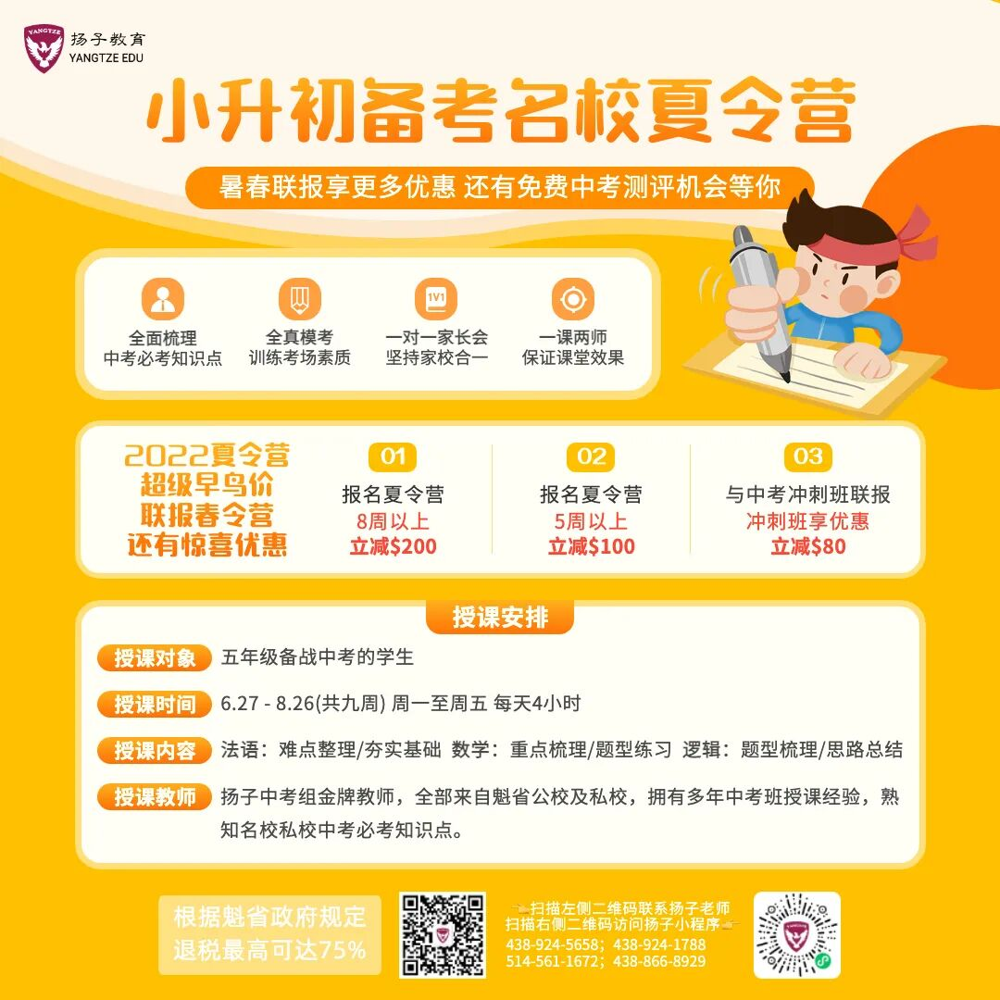 YANGTZE
扬子教育
YANGTZE EDU
小升初备考名校夏令营
暑春联报享更多优惠 还有免费中考测评机会等你
全面梳理
中考必考知识点
全真模考
训练考场素质
1V1
一对一家长会
坚持家校合一
一课两师
保证课堂效果
2022夏令营
超级早鸟价
联报春令营
还有惊喜优惠
01
报名夏令营
8周以上
立减$200
02
报名夏令营
5周以上
立减$100
03
与中考冲刺班联报
冲刺班享优惠
立减$80
授课安排
授课对象 五年级备战中考的学生
授课时间 6.27 - 8.26(共九周) 周一至周五 每天4小时
授课内容 法语：难点整理/夯实基础 数学：重点梳理/题型练习 逻辑：题型梳理/思路总结
授课教师 扬子中考组金牌教师，全部来自魁省公校及私校，拥有多年中考班授课经验，熟
知名校私校中考必考知识点。
根据魁省政府规定
退税最高可达75%
👈扫描左侧二维码联系扬子老师
扫描右侧二维码访问扬子小程序👉
438-924-5658；438-924-1788
514-561-1672；438-866-8929